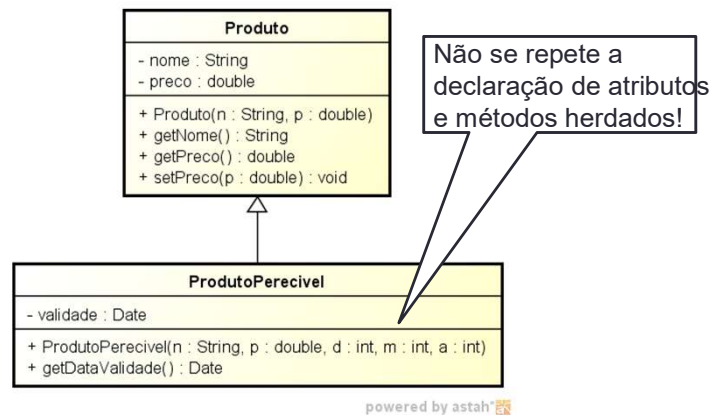 Produto
- nome : String
- preco : double
+ Produto(n : String, p : double)
+ getNome() : String
+ getPreco() : double
+ setPreco(p : double) : void
Não se repete a
declaração de atributos
e métodos herdados!
ProdutoPerecivel
- validade : Date
+ ProdutoPerecivel(n : String, p : double, d : int, m : int, a : int)
+ getDataValidade() : Date
powered by astah*